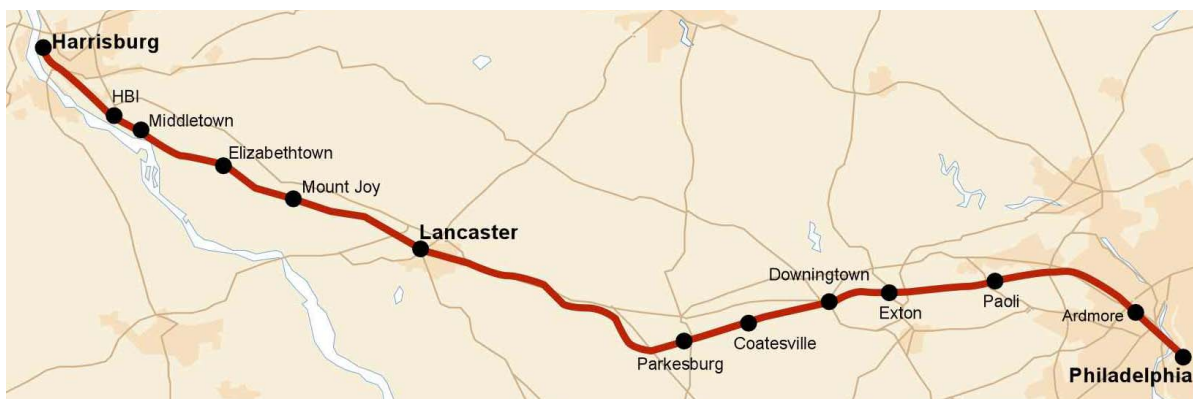 Harrisburg
HBI
Middletown
Elizabethtown
Mount Joy
Lancaster
Parkesburg
Coatesville
Downingtown
Exton
Paoli
Ardmore
Philadelphia